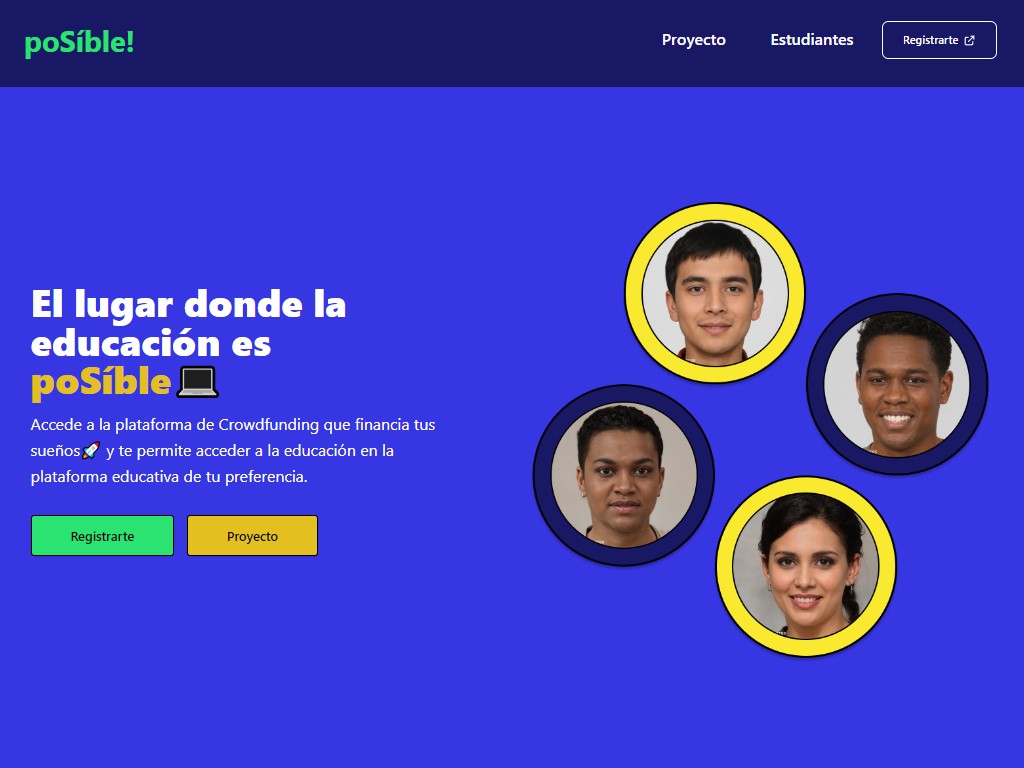 poSíble!
Proyecto
Estudiantes
Registrarte
El lugar donde la
educación es
poSíble💻
Accede a la plataforma de Crowdfunding que financia tus
sueños🚀 y te permite acceder a la educación en la
plataforma educativa de tu preferencia.
Registrarte
Proyecto